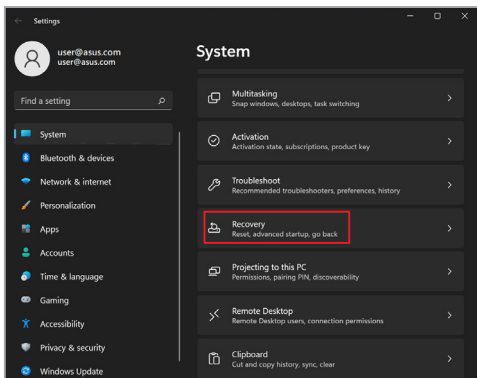 Settings
user@asus.com
user@asus.com
Find a setting
System
Bluetooth & devices
Network & internet
Personalization
Apps
Accounts
Time & language
Gaming
Accessibility
Privacy & security
Windows Update
System
Multitasking
Snap windows, desktops, task switching
Activation
Activation state, subscriptions, product key
Troubleshoot
Recommended troubleshooters, preferences, history
Recovery
Reset, advanced startup, go back
Projecting to this PC
Permissions, pairing PIN, discoverability
Remote Desktop
Remote Desktop users, connection permissions
Clipboard
Cut and copy history, sync, clear